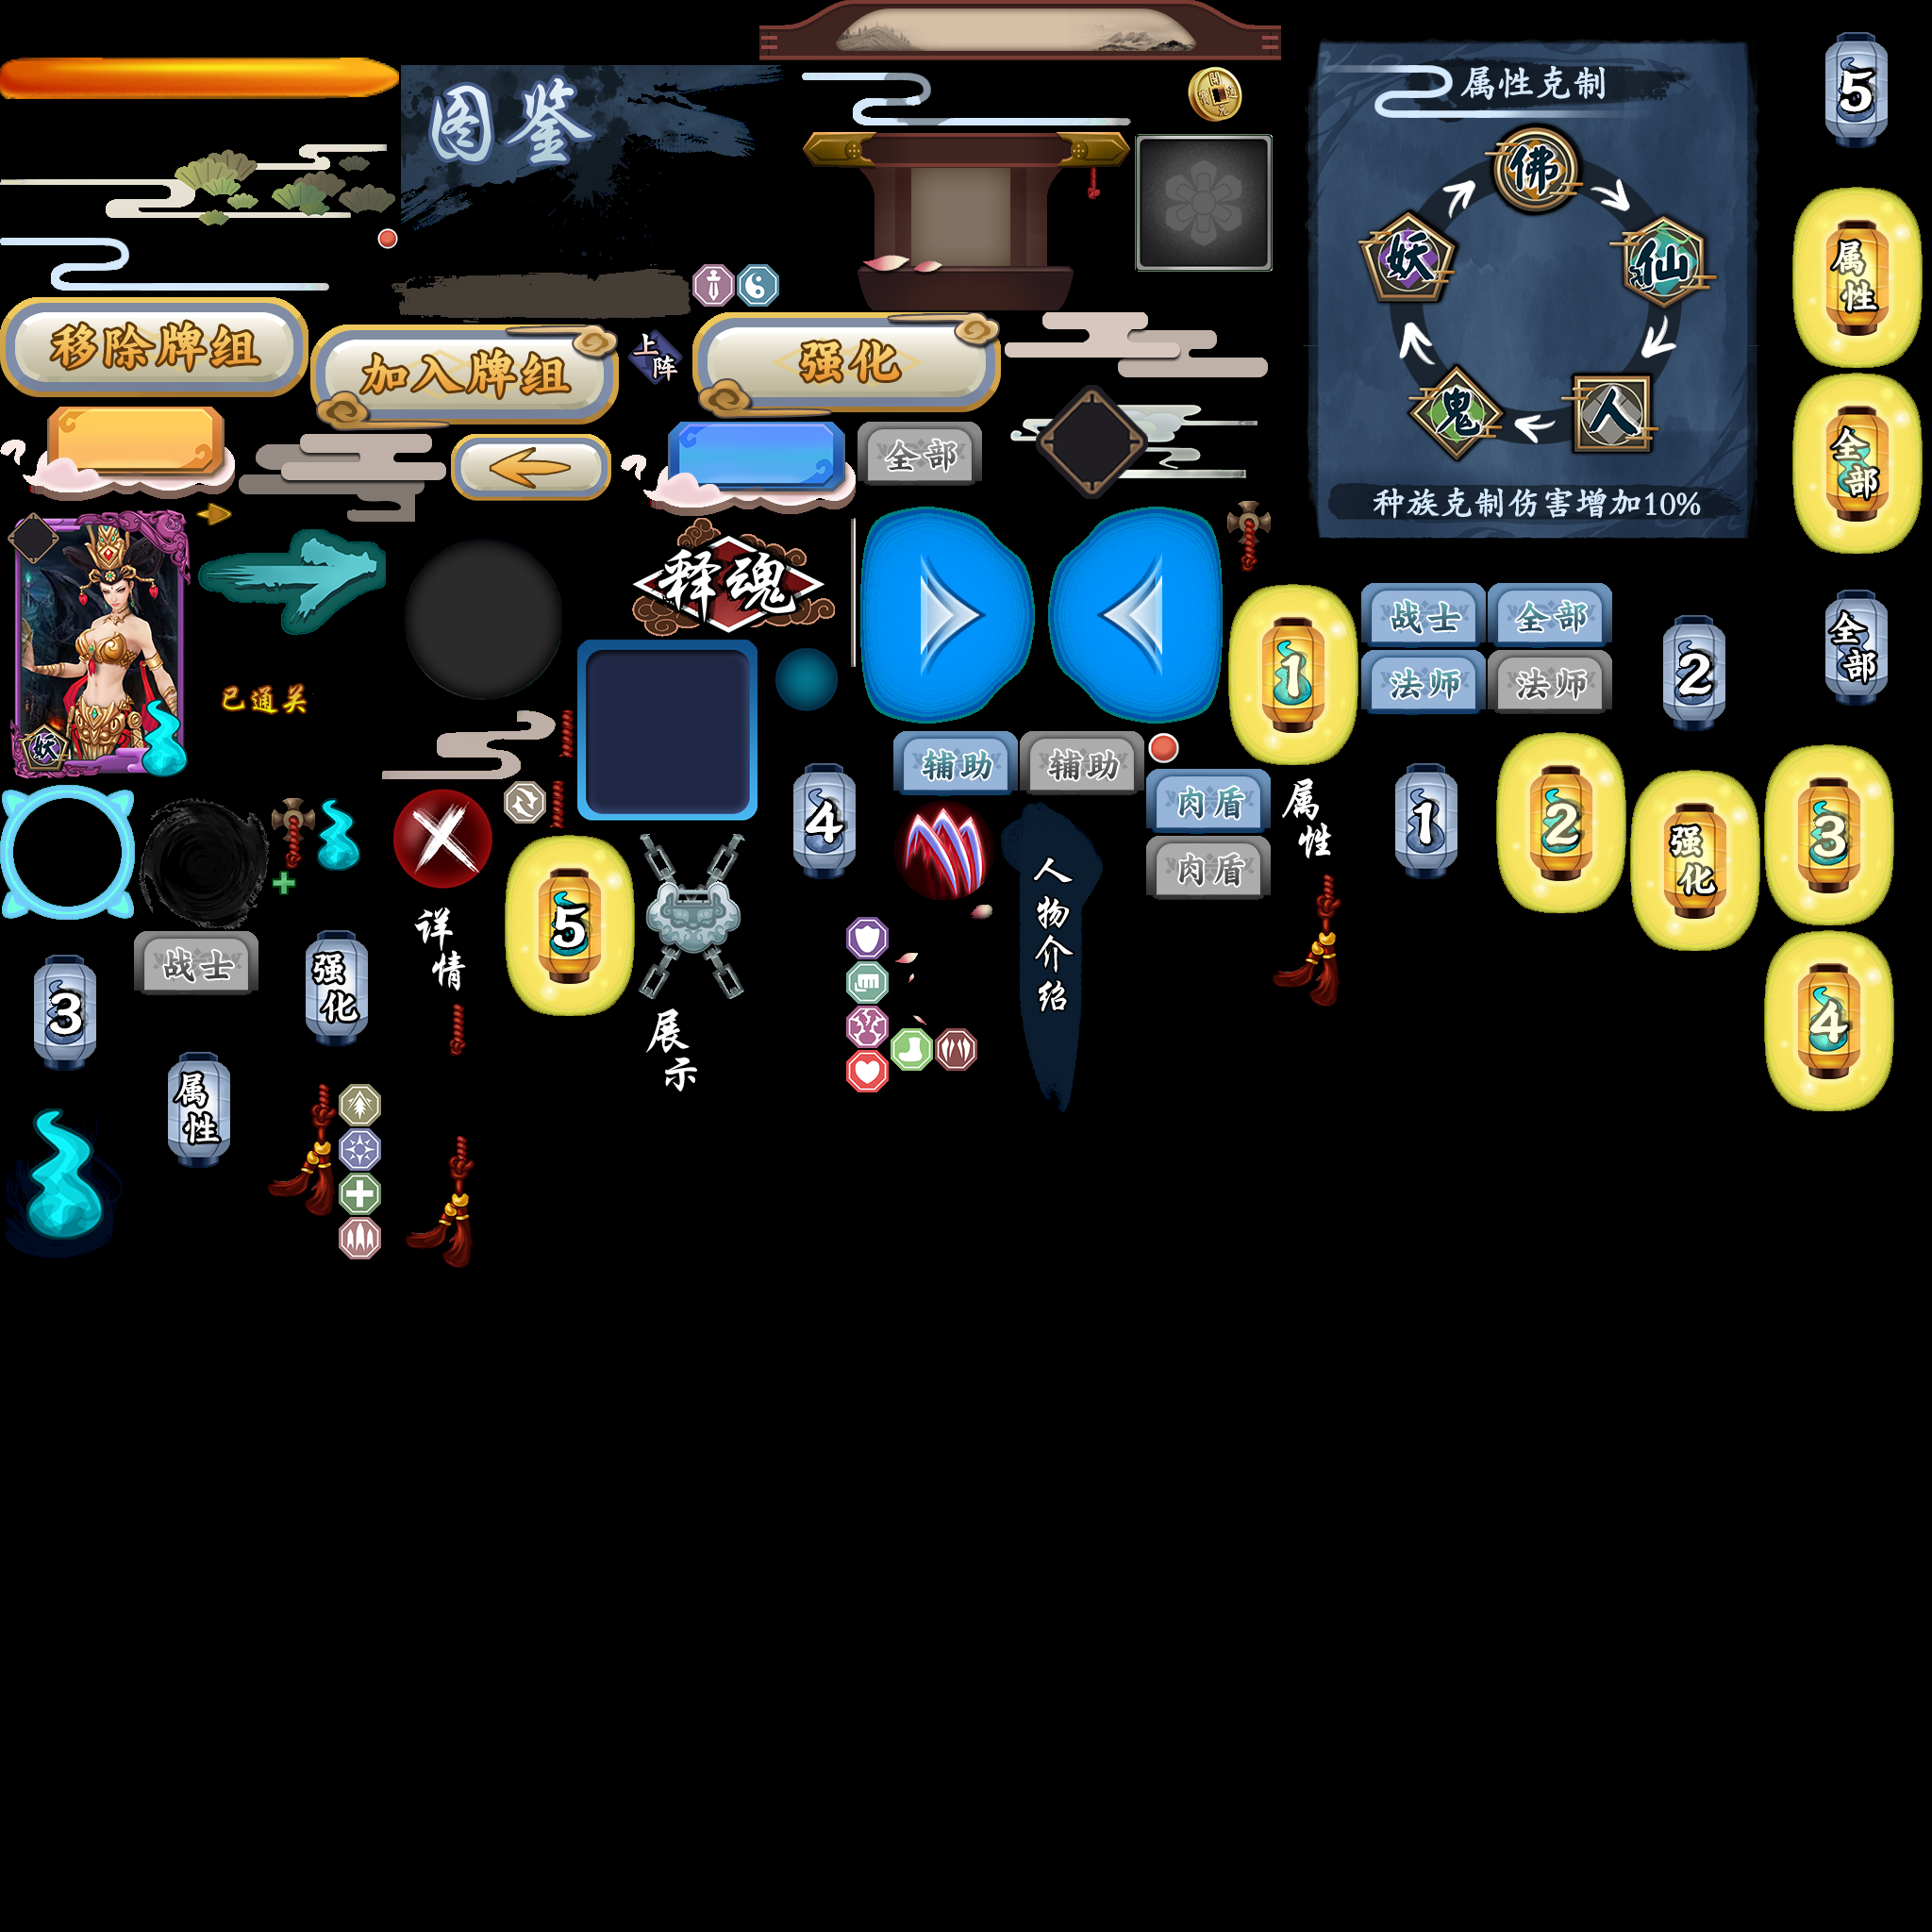 图鉴
属性克制
佛
妖
仙
鬼
人
种族克制伤害增加10%
5
属性
全部
移除牌组
加入牌组
上阵
强化
全部
释魂
妖
已通关
1
战士
全部
法师
法师
2
全部
辅助
辅助
肉盾
肉盾
4
属性
1
2
强化
3
5
人物介绍
详情
战士
强化
3
展示
属性
4